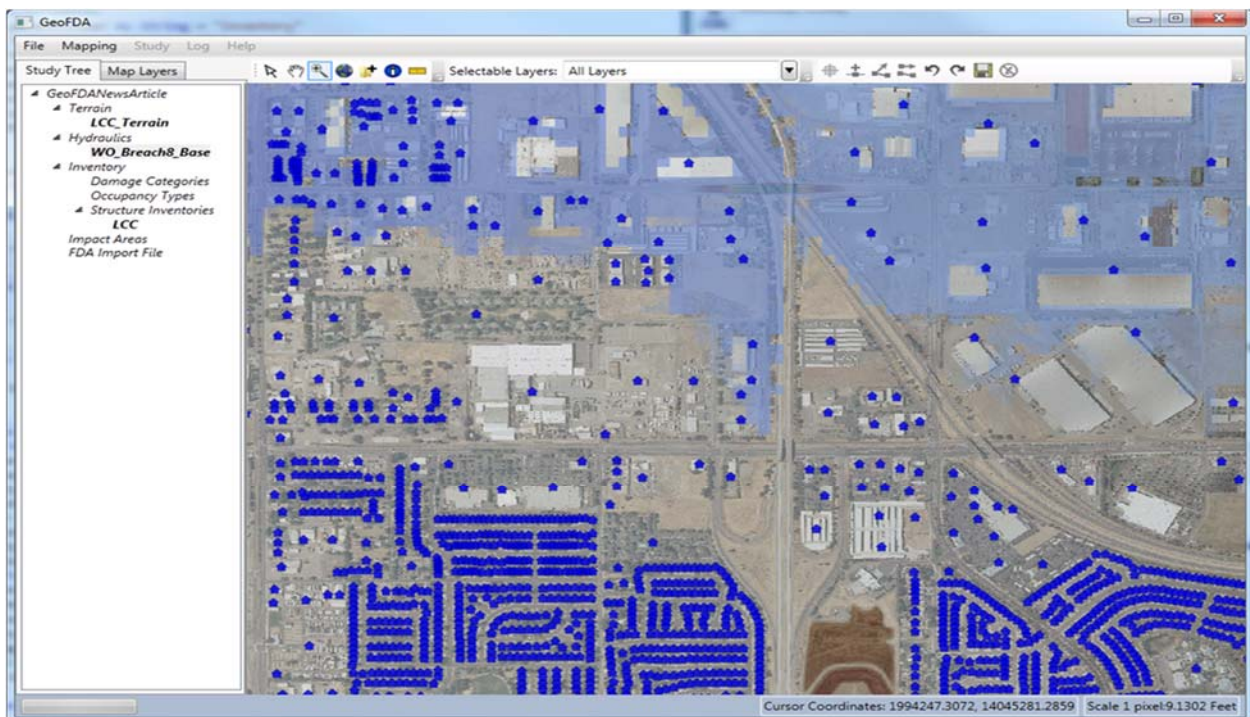 GeoFDA
File Mapping Study Log Help
Study Tree Map Layers Selectable Layers: All Layers
GeoFDANewsArticle
Terrain
LCC_Terrain
Hydraulics
WO_Breach8_Base
Inventory
Damage Categories
Occupancy Types
Structure Inventories
LCC
Impact Areas
FDA Import File
Cursor Coordinates: 1994247.3072, 14045281.2859 Scale 1 pixel:9.1302 Feet